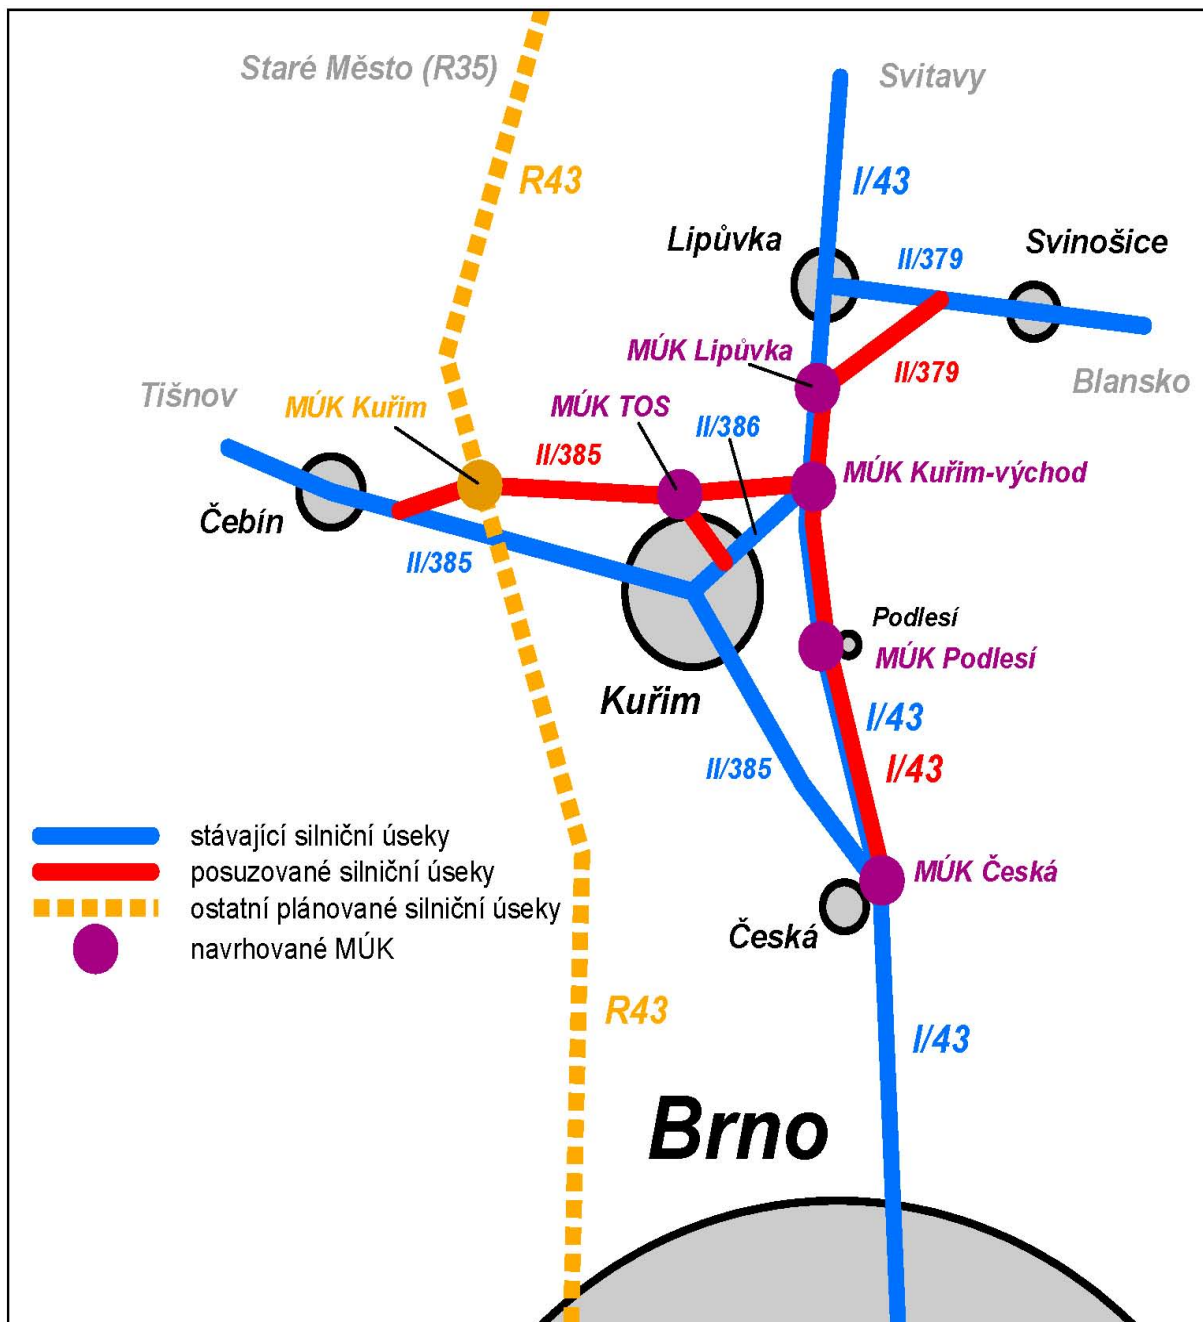 Staré Město (R35)
Svitavy
R43
I/43
Lipůvka
Svinošice
II/379
MÚK Lipůvka
II/379
Blansko
Tišnov
MÚK Kuřim
MÚK TOS
II/386
II/385
MÚK Kuřim-východ
Čebín
II/385
Podlesí
MÚK Podlesí
Kuřim
I/43
II/385
I/43
stávající silniční úseky
posuzované silniční úseky
ostatní plánované silniční úseky
navrhované MÚK
MÚK Česká
Česká
R43
I/43
Brno